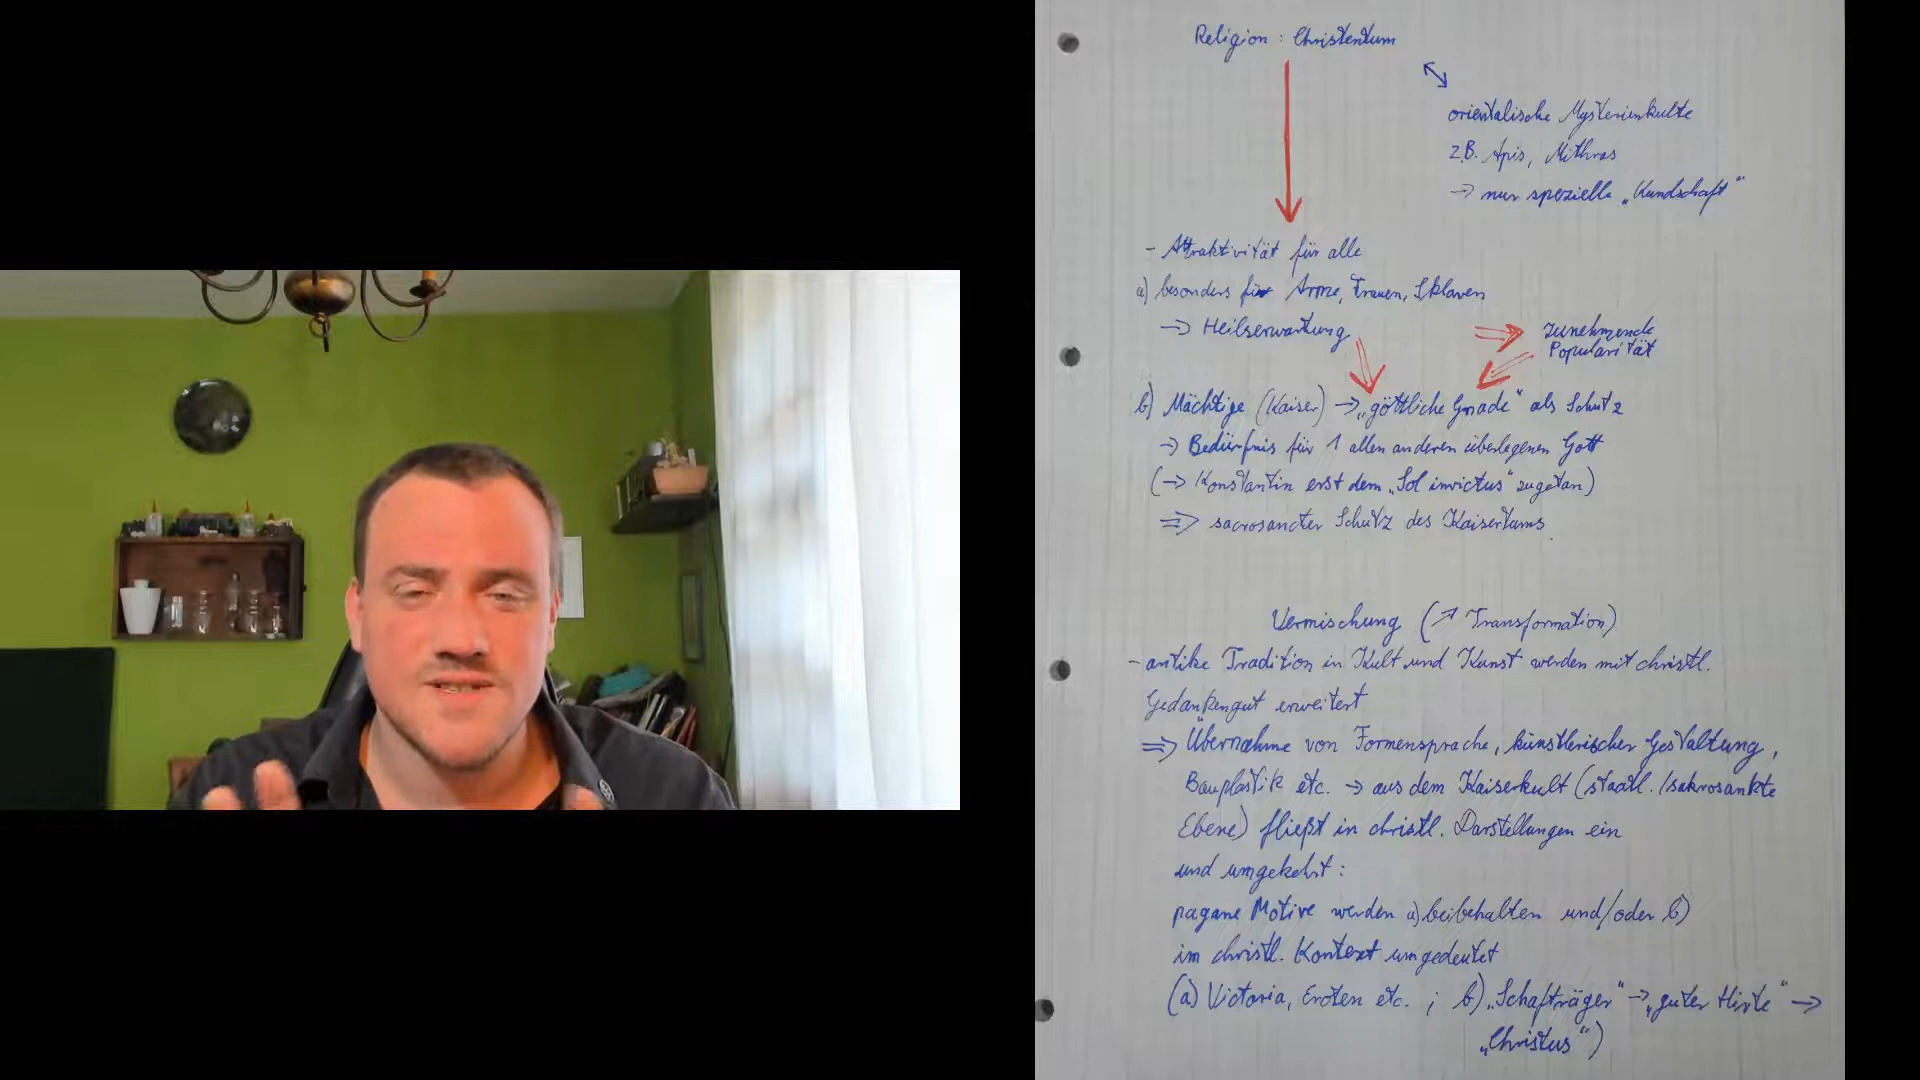 Religion : Christentum
orientalische Mysterienkulte
z.B. Apis, Mithras
→ nur spezielle „Kundschaft"
- Attraktivität für alle
a) besonders für Arme, Frauen, Sklaven
→ Heilserwartung
zunehmende
Popularität
b) Mächtige (Kaiser) → „göttliche Gnade" als Schutz
→ Bedürfnis für 1 allen anderen überlegenen Gott
(→ Konstantin erst dem „Sol invictus" zugetan)
⇒ sacrosancter Schutz des Kaisertums
Vermischung (↗ Transformation)
- antike Tradition in Kult und Kunst werden mit christl.
Gedankengut erweitert
⇒ Übernahme von Formensprache, künstlerischer Gestaltung,
Bauplastik etc. → aus dem Kaiserkult (staatl. /sakrosankte
Ebene) fließt in christl. Darstellungen ein
und umgekehrt :
pagane Motive werden a) beibehalten und/oder b)
im christl. Kontext umgedeutet
(a) Victoria, Eroten etc. ; b) „Schafträger" → „guter Hirte" →
„Christus")